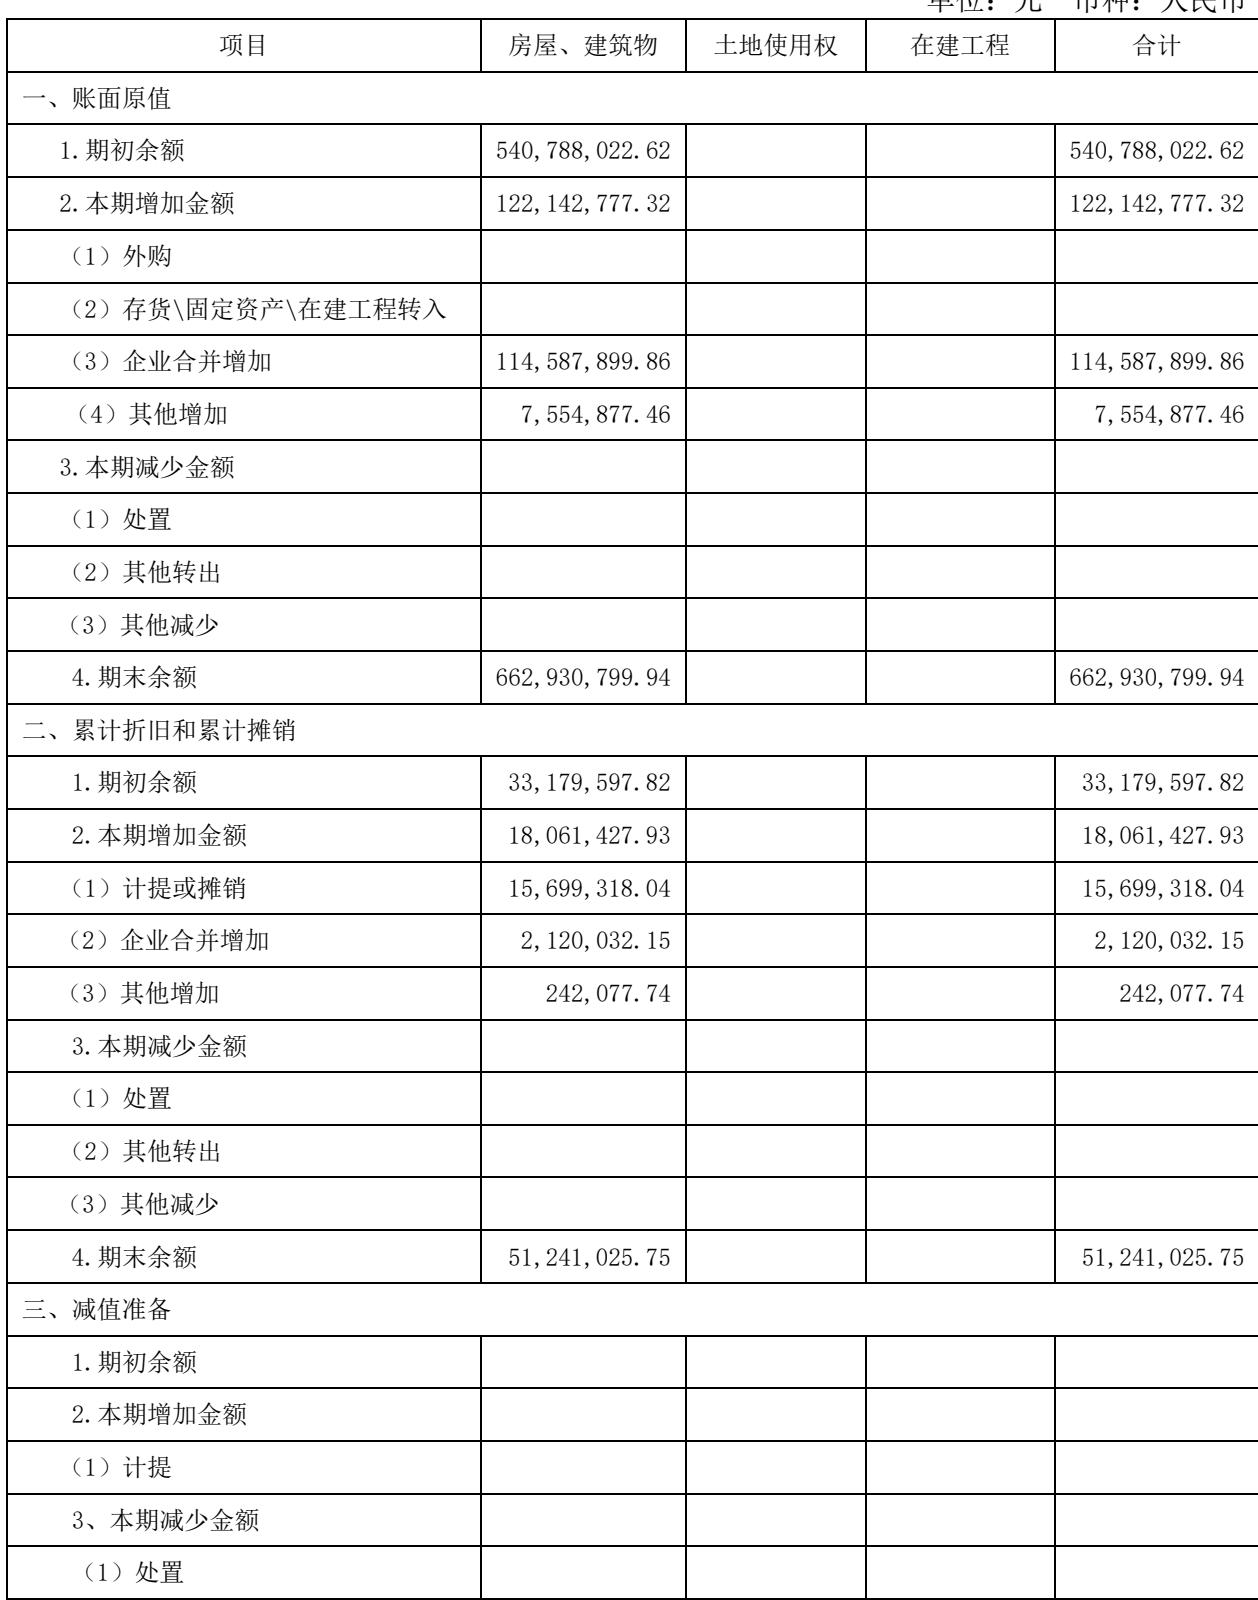 单位：元 币种：人民币
项目 房屋、建筑物 土地使用权 在建工程 合计
一、账面原值
1.期初余额 540,788,022.62 540,788,022.62
2.本期增加金额 122,142,777.32 122,142,777.32
（1）外购
（2）存货\固定资产\在建工程转入
（3）企业合并增加 114,587,899.86 114,587,899.86
（4）其他增加 7,554,877.46 7,554,877.46
3.本期减少金额
（1）处置
（2）其他转出
（3）其他减少
4.期末余额 662,930,799.94 662,930,799.94
二、累计折旧和累计摊销
1.期初余额 33,179,597.82 33,179,597.82
2.本期增加金额 18,061,427.93 18,061,427.93
（1）计提或摊销 15,699,318.04 15,699,318.04
（2）企业合并增加 2,120,032.15 2,120,032.15
（3）其他增加 242,077.74 242,077.74
3.本期减少金额
（1）处置
（2）其他转出
（3）其他减少
4.期末余额 51,241,025.75 51,241,025.75
三、减值准备
1.期初余额
2.本期增加金额
（1）计提
3、本期减少金额
（1）处置